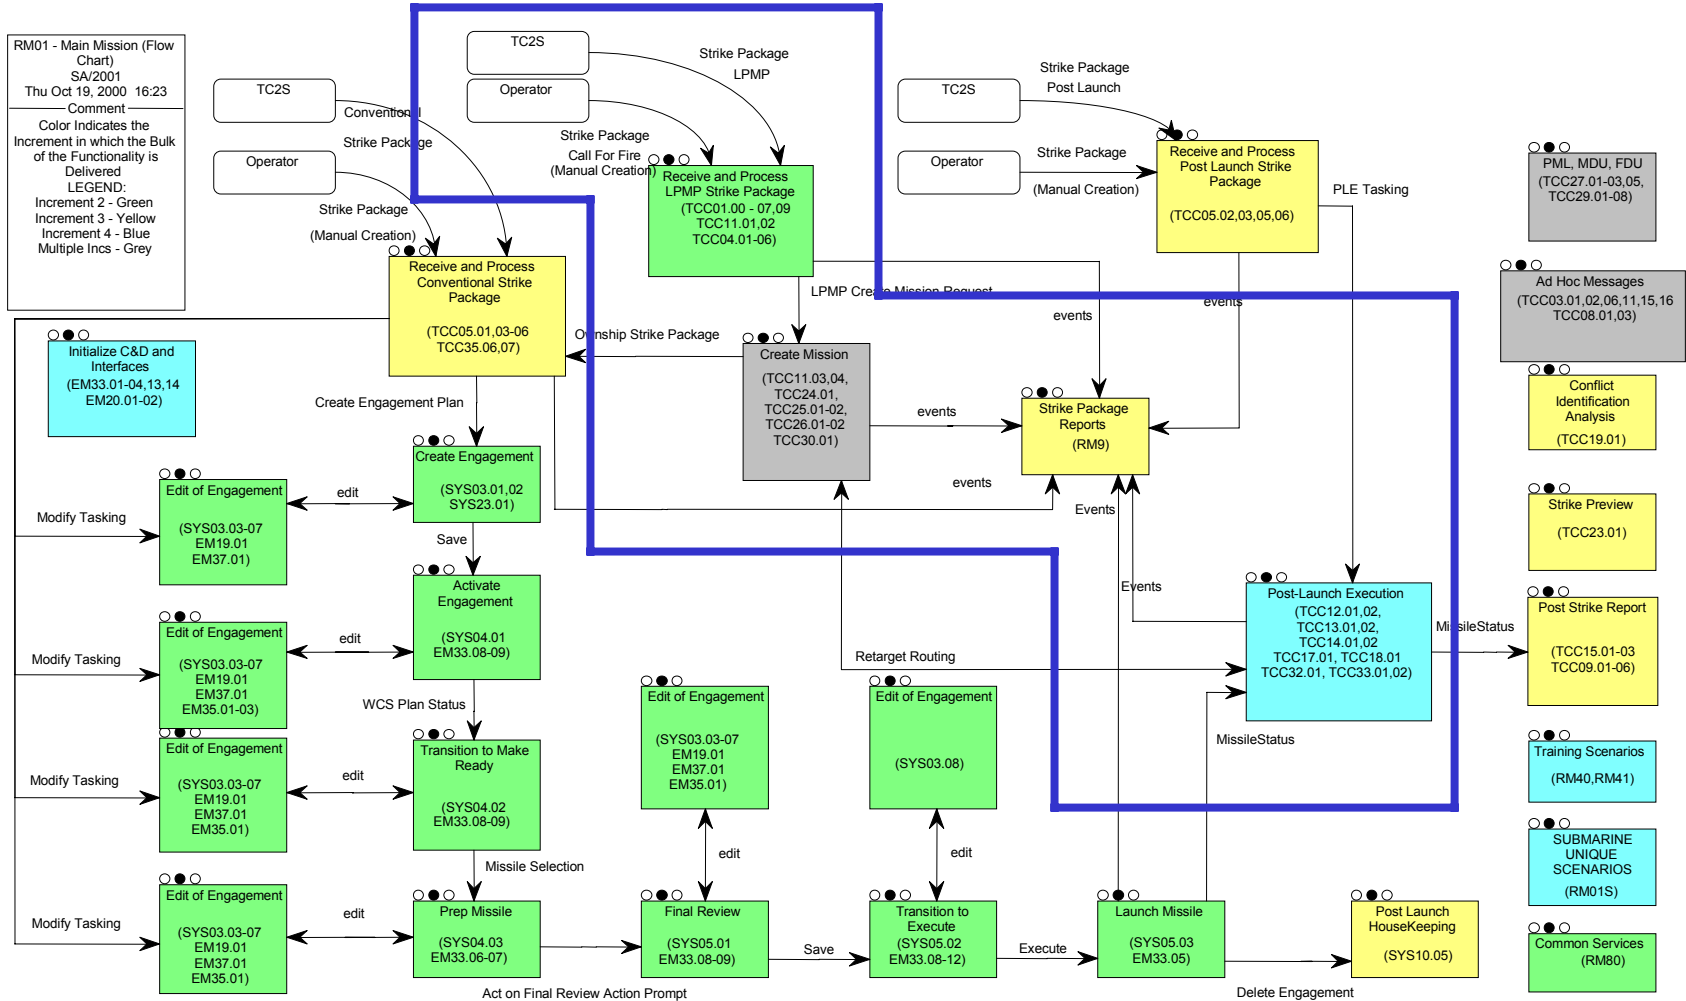 RM01 - Main Mission (Flow
Chart)
SA/2001
Thu Oct 19, 2000  16:23
Comment
Color Indicates the
Increment in which the Bulk
of the Functionality is
Delivered
LEGEND:
Increment 2 - Green
Increment 3 - Yellow
Increment 4 - Blue
Multiple Incs - Grey
TC2S
Operator
Conventional
Strike Package
Strike Package
(Manual Creation)
TC2S
Operator
Strike Package
LPMP
Strike Package
Call For Fire
(Manual Creation)
TC2S
Operator
Strike Package
Post Launch
Strike Package
(Manual Creation)
Receive and Process
LPMP Strike Package
(TCC01.00 - 07,09
TCC11.01,02
TCC04.01-06)
Receive and Process
Post Launch Strike
Package
(TCC05.02,03,05,06)
PLE Tasking
PML, MDU, FDU
(TCC27.01-03,05,
TCC29.01-08)
Receive and Process
Conventional Strike
Package
(TCC05.01,03-06
TCC35.06,07)
LPMP Create Mission Request
events
events
Ad Hoc Messages
(TCC03.01,02,06,11,15,16
TCC08.01,03)
Initialize C&D and
Interfaces
(EM33.01-04,13,14
EM20.01-02)
Ownship Strike Package
Create Mission
(TCC11.03,04,
TCC24.01,
TCC25.01-02,
TCC26.01-02
TCC30.01)
events
Strike Package
Reports
(RM9)
Conflict
Identification
Analysis
(TCC19.01)
Create Engagement Plan
Create Engagement
(SYS03.01,02
SYS23.01)
events
Events
Edit of Engagement
(SYS03.03-07
EM19.01
EM37.01)
edit
Modify Tasking
Strike Preview
(TCC23.01)
Save
Activate
Engagement
(SYS04.01
EM33.08-09)
Events
Post-Launch Execution
(TCC12.01,02,
TCC13.01,02,
TCC14.01,02
TCC17.01, TCC18.01
TCC32.01, TCC33.01,02)
MissileStatus
Post Strike Report
(TCC15.01-03
TCC09.01-06)
Edit of Engagement
(SYS03.03-07
EM19.01
EM37.01
EM35.01-03)
edit
Modify Tasking
Retarget Routing
WCS Plan Status
Edit of Engagement
(SYS03.03-07
EM19.01
EM37.01
EM35.01)
Edit of Engagement
(SYS03.08)
MissileStatus
Edit of Engagement
(SYS03.03-07
EM19.01
EM37.01
EM35.01)
edit
Modify Tasking
Transition to Make
Ready
(SYS04.02
EM33.08-09)
Training Scenarios
(RM40,RM41)
edit
edit
Missile Selection
SUBMARINE
UNIQUE
SCENARIOS
(RM01S)
Edit of Engagement
(SYS03.03-07
EM19.01
EM37.01
EM35.01)
edit
Modify Tasking
Prep Missile
(SYS04.03
EM33.06-07)
Final Review
(SYS05.01
EM33.08-09)
Save
Transition to
Execute
(SYS05.02
EM33.08-12)
Execute
Launch Missile
(SYS05.03
EM33.05)
Post Launch
HouseKeeping
(SYS10.05)
Common Services
(RM80)
Act on Final Review Action Prompt
Delete Engagement